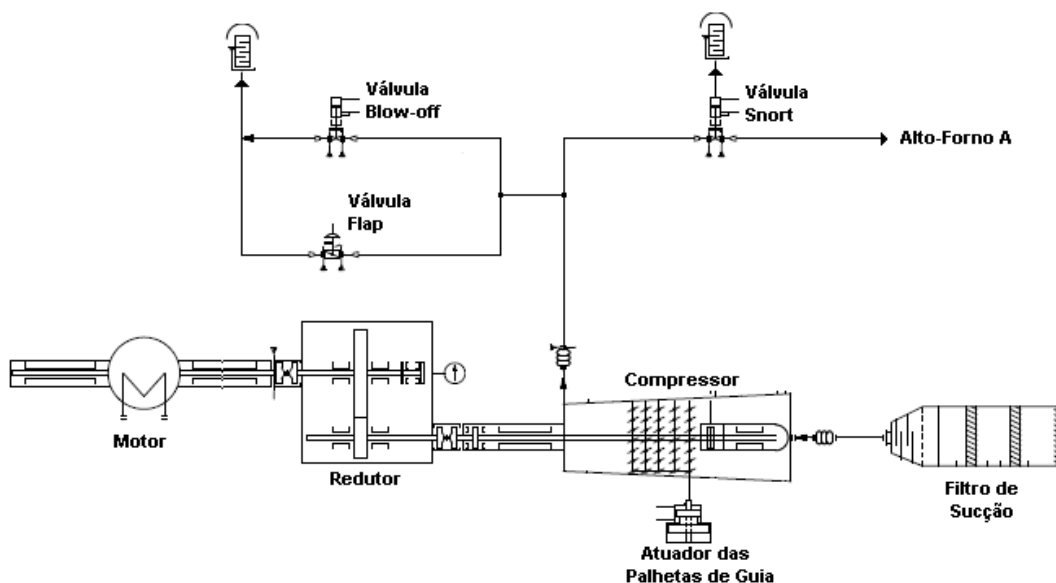 Válvula
Blow-off
Válvula
Snort
Alto-Forno A
Válvula
Flap
Compressor
Motor
Redutor
Filtro de
Sucção
Atuador das
Palhetas de Guia